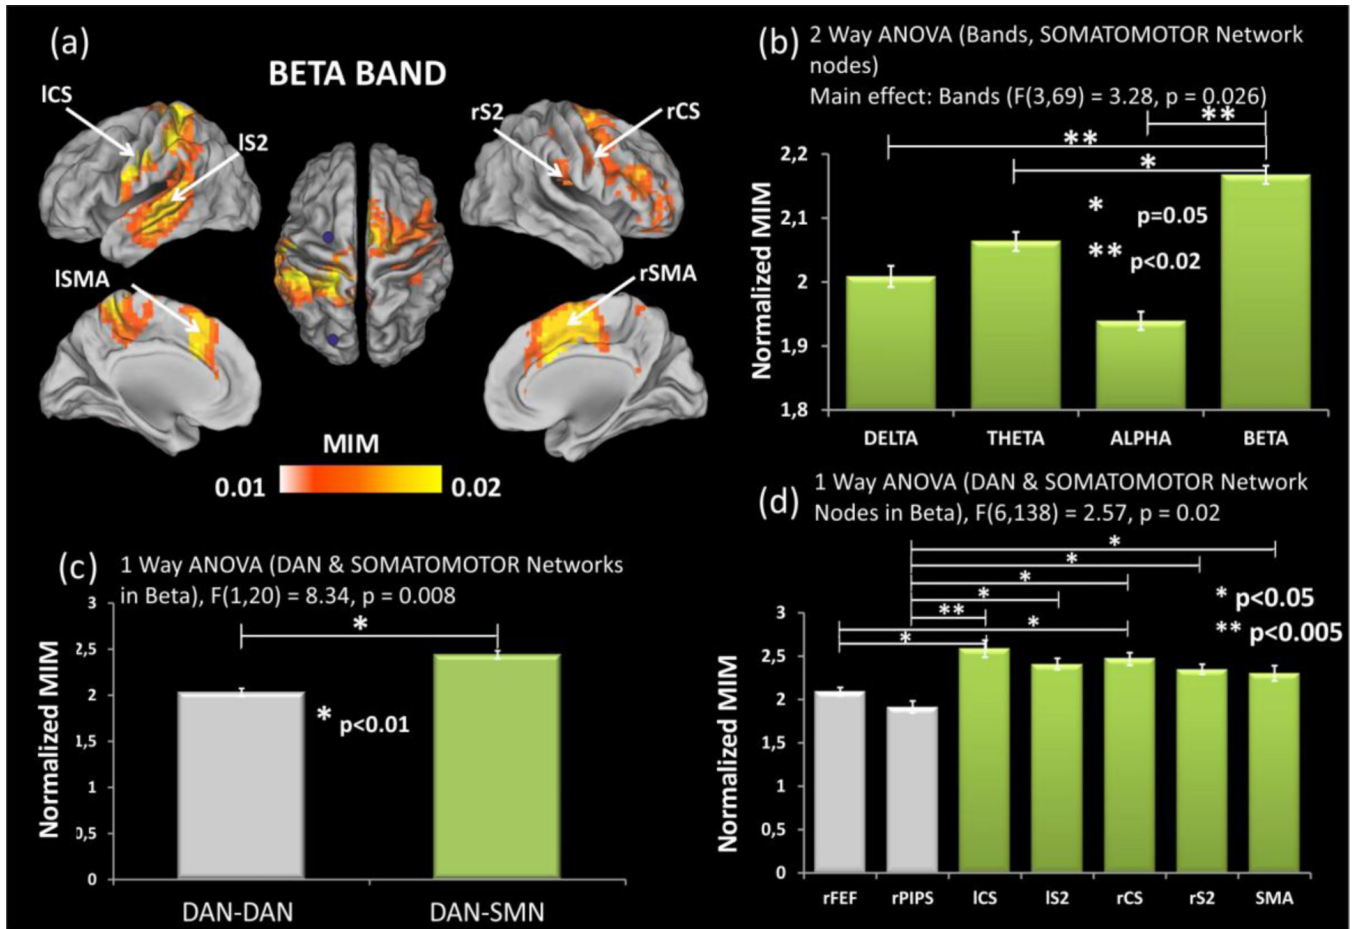 (a)
BETA BAND
lCS
lS2
rS2
rCS
lSMA
rSMA
MIM
0.01
0.02
(b)
2 Way ANOVA (Bands, SOMATOMOTOR Network
nodes)
Main effect: Bands (F(3,69) = 3.28, p = 0.026)
**
**
*
* p=0.05
** p<0.02
Normalized MIM
2,2
2,1
2
1,9
1,8
DELTA THETA ALPHA BETA
(c)
1 Way ANOVA (DAN & SOMATOMOTOR Networks
in Beta), F(1,20) = 8.34, p = 0.008
*
* p<0.01
Normalized MIM
3
2,5
2
1,5
1
0,5
0
DAN-DAN DAN-SMN
(d)
1 Way ANOVA (DAN & SOMATOMOTOR Network
Nodes in Beta), F(6,138) = 2.57, p = 0.02
*
*
*
*
**
*
*
* p<0.05
** p<0.005
Normalized MIM
3
2,5
2
1,5
1
0,5
0
rFEF rPIPS lCS lS2 rCS rS2 SMA